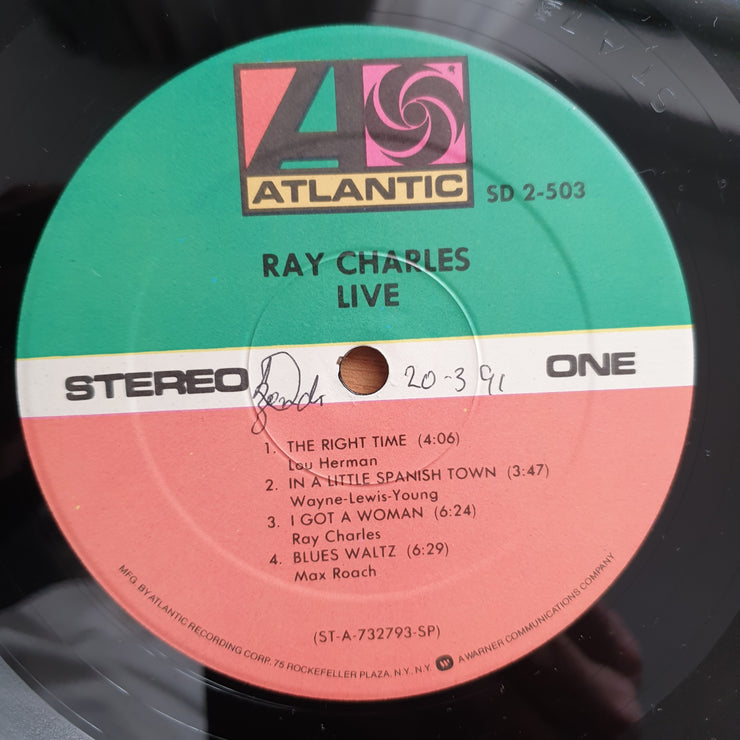 ATLANTIC
®
SD 2-503
RAY CHARLES
LIVE
STEREO
20-3 91
ONE
1. THE RIGHT TIME (4:06)
Lou Herman
2. IN A LITTLE SPANISH TOWN (3:47)
Wayne-Lewis-Young
3. I GOT A WOMAN (6:24)
Ray Charles
4. BLUES WALTZ (6:29)
Max Roach
(ST-A-732793-SP)
MFG. BY ATLANTIC RECORDING CORP. 75 ROCKEFELLER PLAZA, N.Y. N.Y. A WARNER COMMUNICATIONS COMPANY